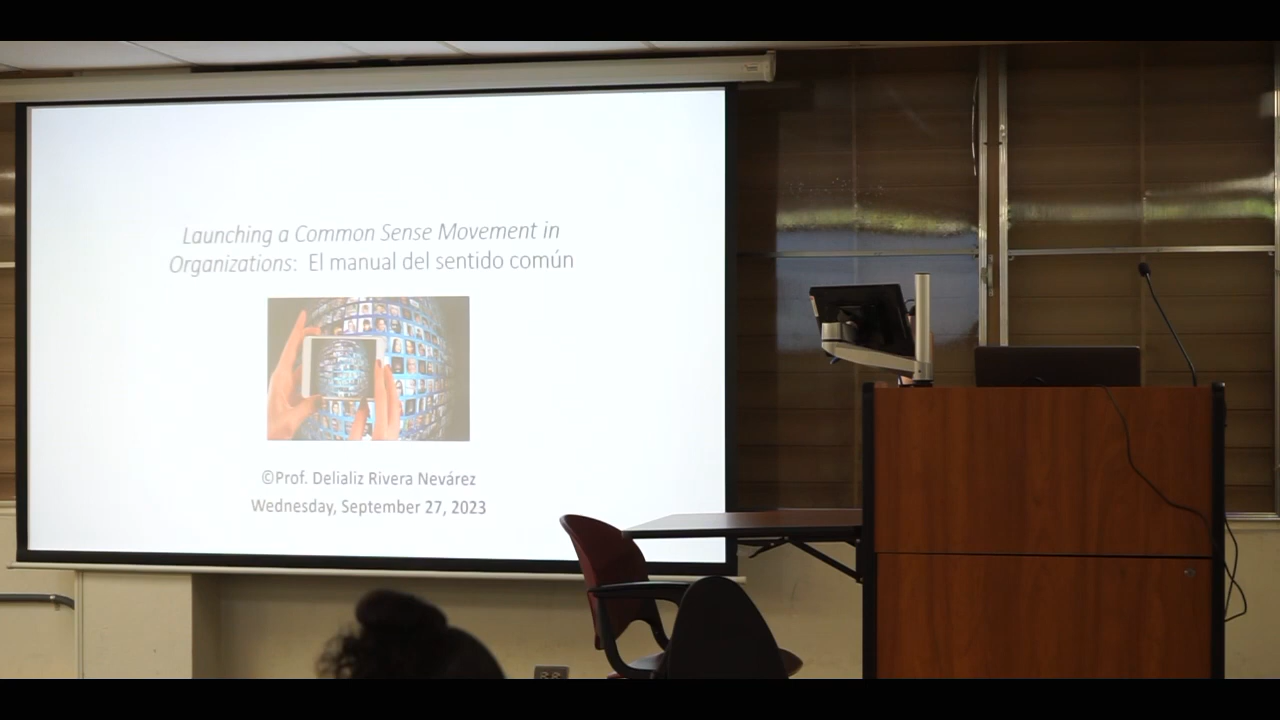 Launching a Common Sense Movement in
Organizations: El manual del sentido común
©Prof. Delializ Rivera Nevárez
Wednesday, September 27, 2023